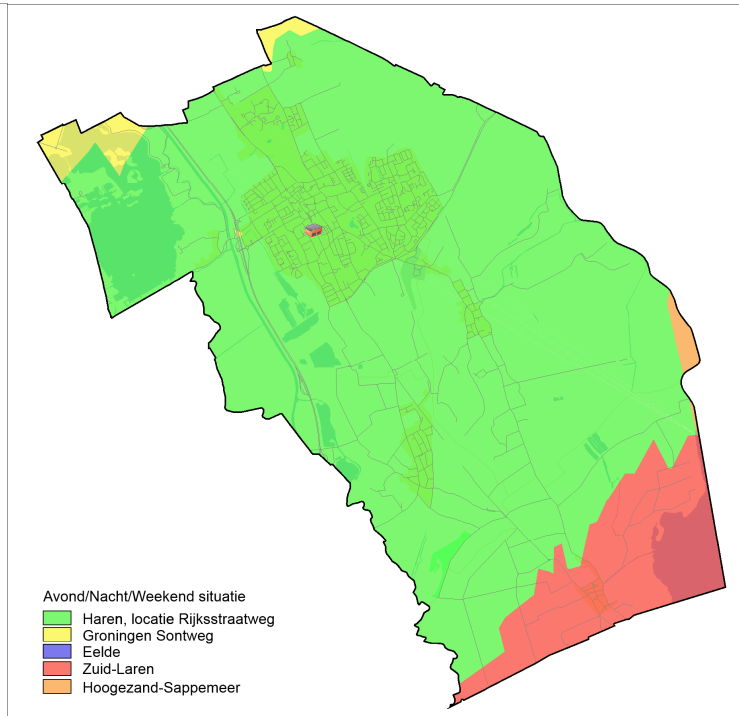 Avond/Nacht/Weekend situatie
Haren, locatie Rijksstraatweg
Groningen Sontweg
Eelde
Zuid-Laren
Hoogezand-Sappemeer